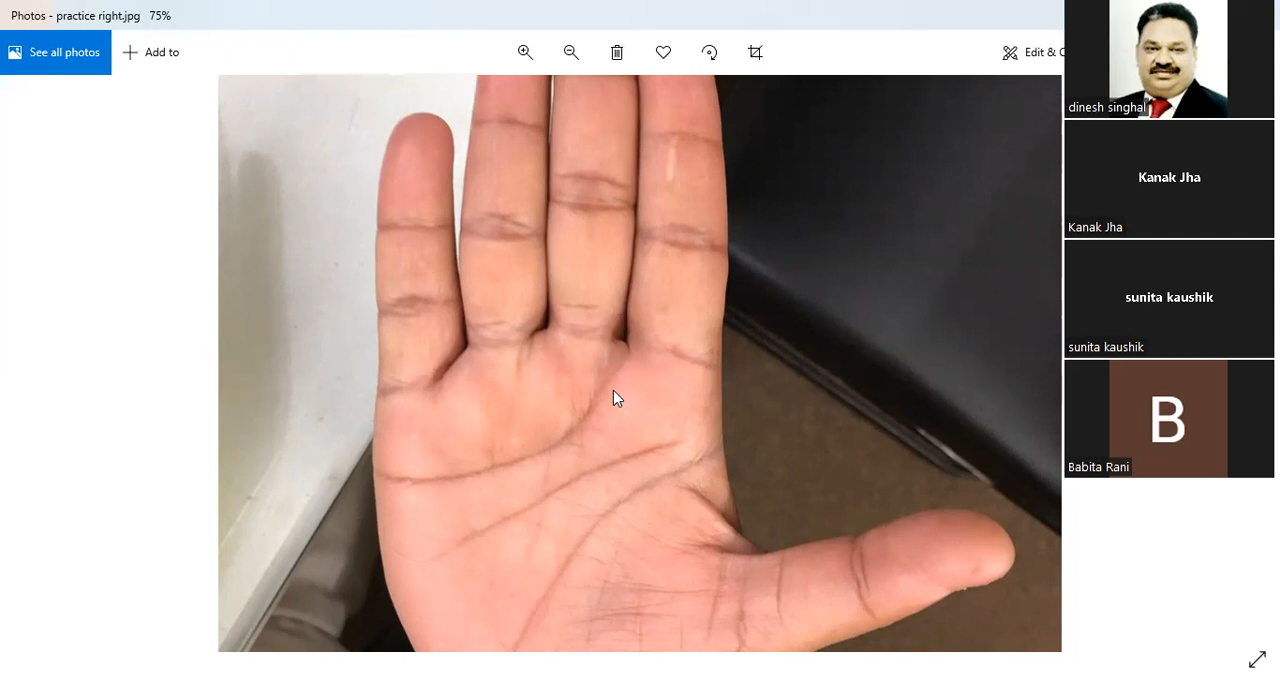 Photos - practice right.jpg 75%
See all photos
Add to
Edit & C
dinesh singhal
Kanak Jha
Kanak Jha
sunita kaushik
sunita kaushik
B
Babita Rani